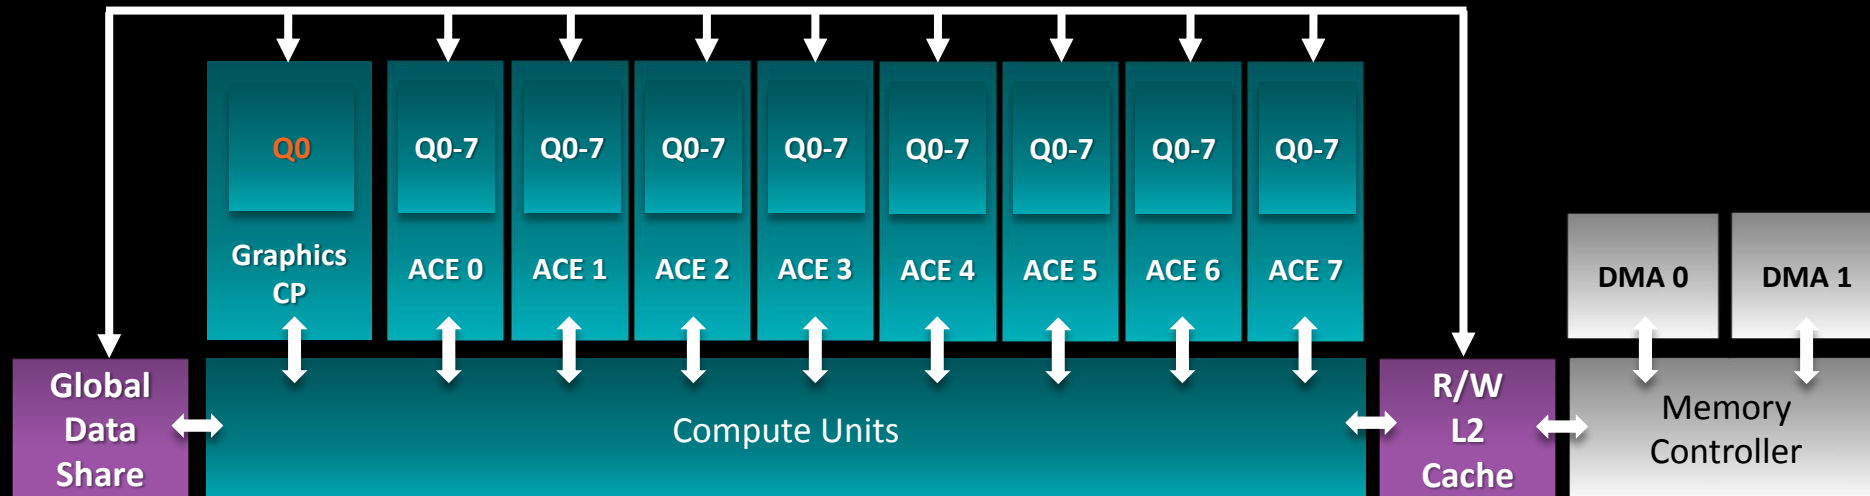 Q0
Q0-7
Q0-7
Q0-7
Q0-7
Q0-7
Q0-7
Q0-7
Q0-7
Graphics
CP
ACE 0
ACE 1
ACE 2
ACE 3
ACE 4
ACE 5
ACE 6
ACE 7
DMA 0
DMA 1
Global
Data
Share
Compute Units
R/W
L2
Cache
Memory
Controller